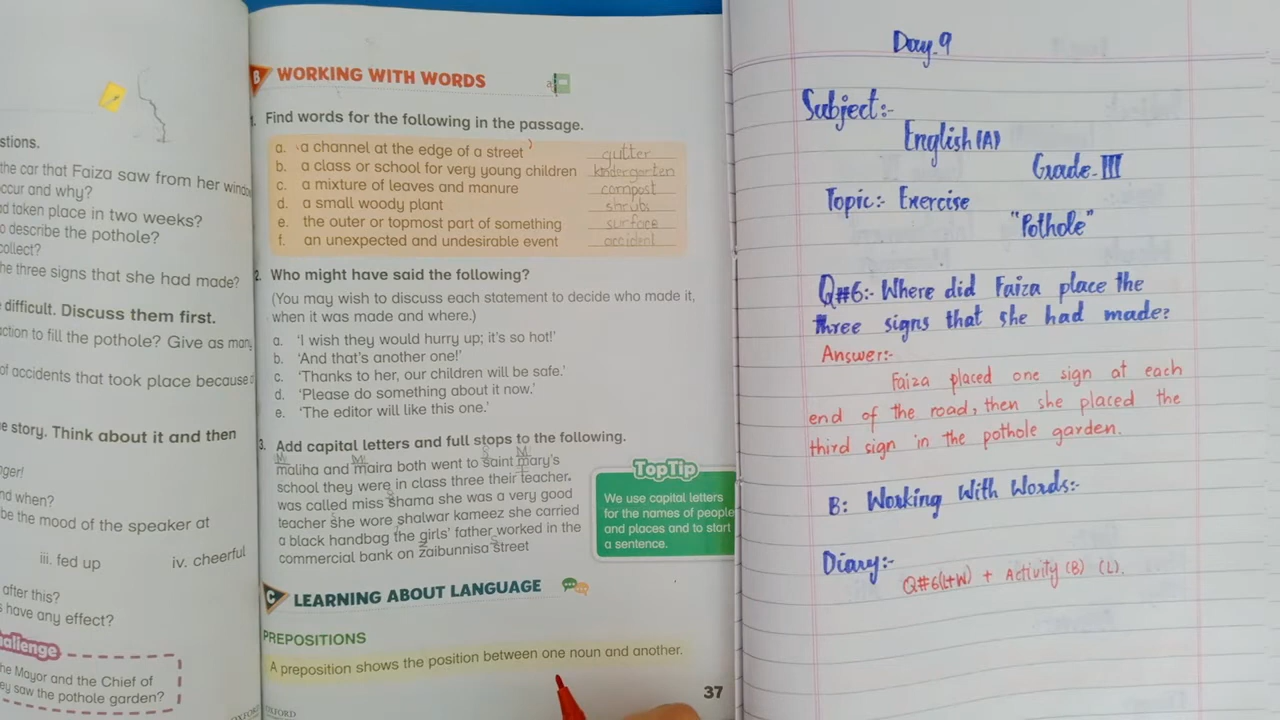 stions.
the car that Faiza saw from her windo
occur and why?
ad taken place in two weeks?
o describe the pothole?
collect?
he three signs that she had made?
difficult. Discuss them first.
action to fill the pothole? Give as many
of accidents that took place because o
e story. Think about it and then
nger!
nd when?
be the mood of the speaker at
iii. fed up iv. cheerful
after this?
s have any effect?
hallenge
he Mayor and the Chief of
ey saw the pothole garden?
OXFORD
B WORKING WITH WORDS
1. Find words for the following in the passage.
a. a channel at the edge of a street gutter
b. a class or school for very young children kindergarten
c. a mixture of leaves and manure compost
d. a small woody plant shrubs
e. the outer or topmost part of something surface
f. an unexpected and undesirable event accident
2. Who might have said the following?
(You may wish to discuss each statement to decide who made it,
when it was made and where.)
a. 'I wish they would hurry up; it's so hot!'
b. 'And that's another one!'
c. 'Thanks to her, our children will be safe.'
d. 'Please do something about it now.'
e. 'The editor will like this one.'
3. Add capital letters and full stops to the following.
M M S M
maliha and maira both went to saint mary's
school they were in class three their teacher.
was called miss shama she was a very good
teacher she wore shalwar kameez she carried
a black handbag the girls' father worked in the
commercial bank on zaibunnisa street
TopTip
We use capital letters
for the names of people
and places and to start
a sentence.
C LEARNING ABOUT LANGUAGE
PREPOSITIONS
A preposition shows the position between one noun and another.
37
OXFORD
Day-9
Subject:-
English(A)
Grade-III
Topic:- Exercise
"Pothole"
Q#6:- Where did Faiza place the
three signs that she had made?
Answer:-
Faiza placed one sign at each
end of the road, then she placed the
third sign in the pothole garden.
B: Working With Words:-
Diary:-
Q#6(L+W) + Activity (B) (L).